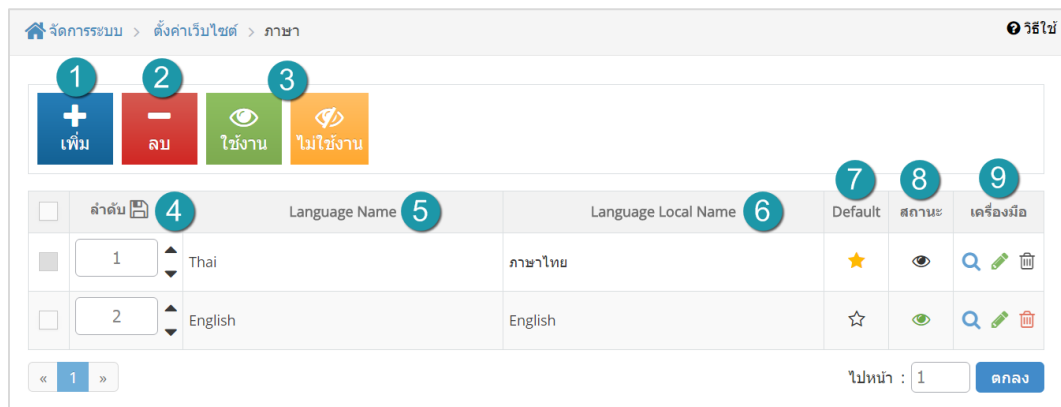 จัดการระบบ > ตั้งค่าเว็บไซต์ > ภาษา
วิธีใช้
1 2 3
เพิ่ม ลบ ใช้งาน ไม่ใช้งาน
7 8 9
ลำดับ 4 Language Name 5 Language Local Name 6 Default สถานะ เครื่องมือ
1 Thai ภาษาไทย
2 English English
« 1 » ไปหน้า : 1 ตกลง